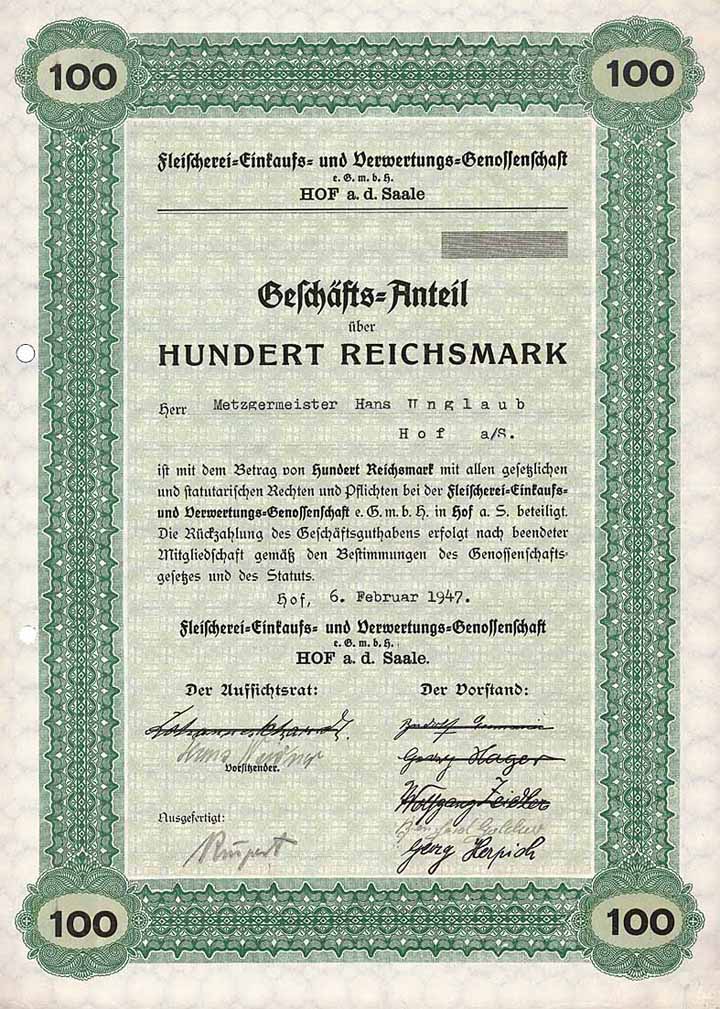 100 100
Fleischerei-Einkaufs- und Verwertungs-Genossenschaft
e. G. m. b. H.
HOF a. d. Saale
Geschäfts-Anteil
über
HUNDERT REICHSMARK
Herr Metzgermeister Hans Unglaub
Hof a/S.
ist mit dem Betrag von Hundert Reichsmark mit allen gesetzlichen
und statutarischen Rechten und Pflichten bei der Fleischerei-Einkaufs-
und Verwertungs-Genossenschaft e. G. m. b. H. in Hof a. S. beteiligt.
Die Rückzahlung des Geschäftsguthabens erfolgt nach beendeter
Mitgliedschaft gemäß den Bestimmungen des Genossenschafts-
gesetzes und des Statuts.
Hof, 6. Februar 1947.
Fleischerei-Einkaufs- und Verwertungs-Genossenschaft
e. G. m. b. H.
HOF a. d. Saale.
Der Aufsichtsrat: Der Vorstand:
Georg Hager
Vorsitzender.
Wolfgang Zeidler
Ausgefertigt:
Georg Herpich
Ruppert
100 100